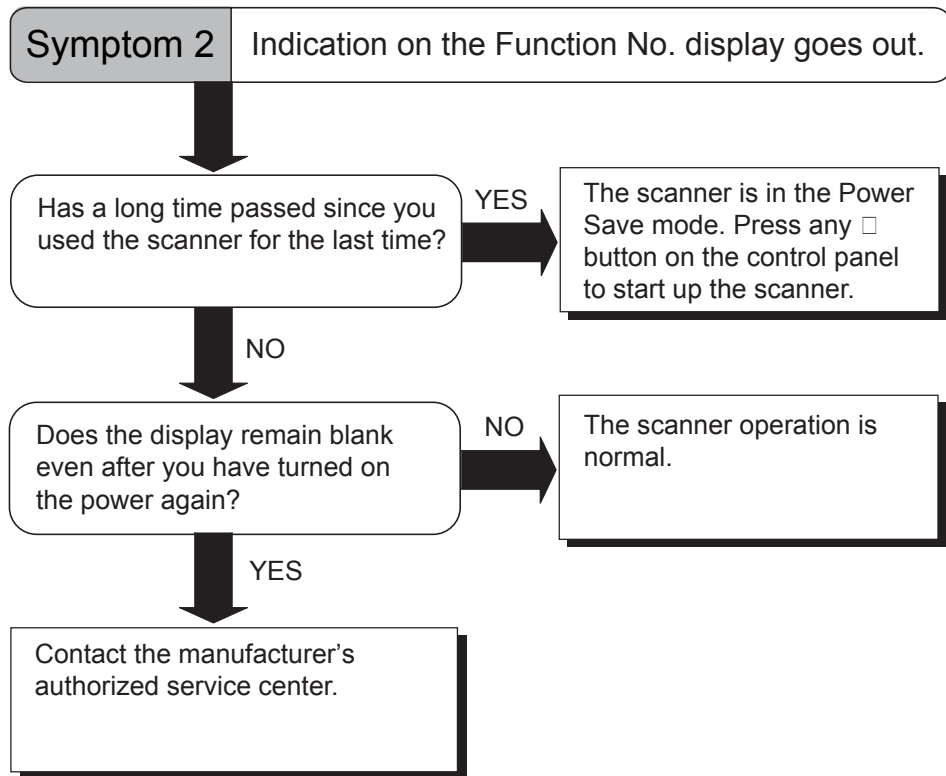 Symptom 2
Indication on the Function No. display goes out.
Has a long time passed since you
used the scanner for the last time?
YES
The scanner is in the Power
Save mode. Press any □
button on the control panel
to start up the scanner.
NO
Does the display remain blank
even after you have turned on
the power again?
NO
The scanner operation is
normal.
YES
Contact the manufacturer’s
authorized service center.